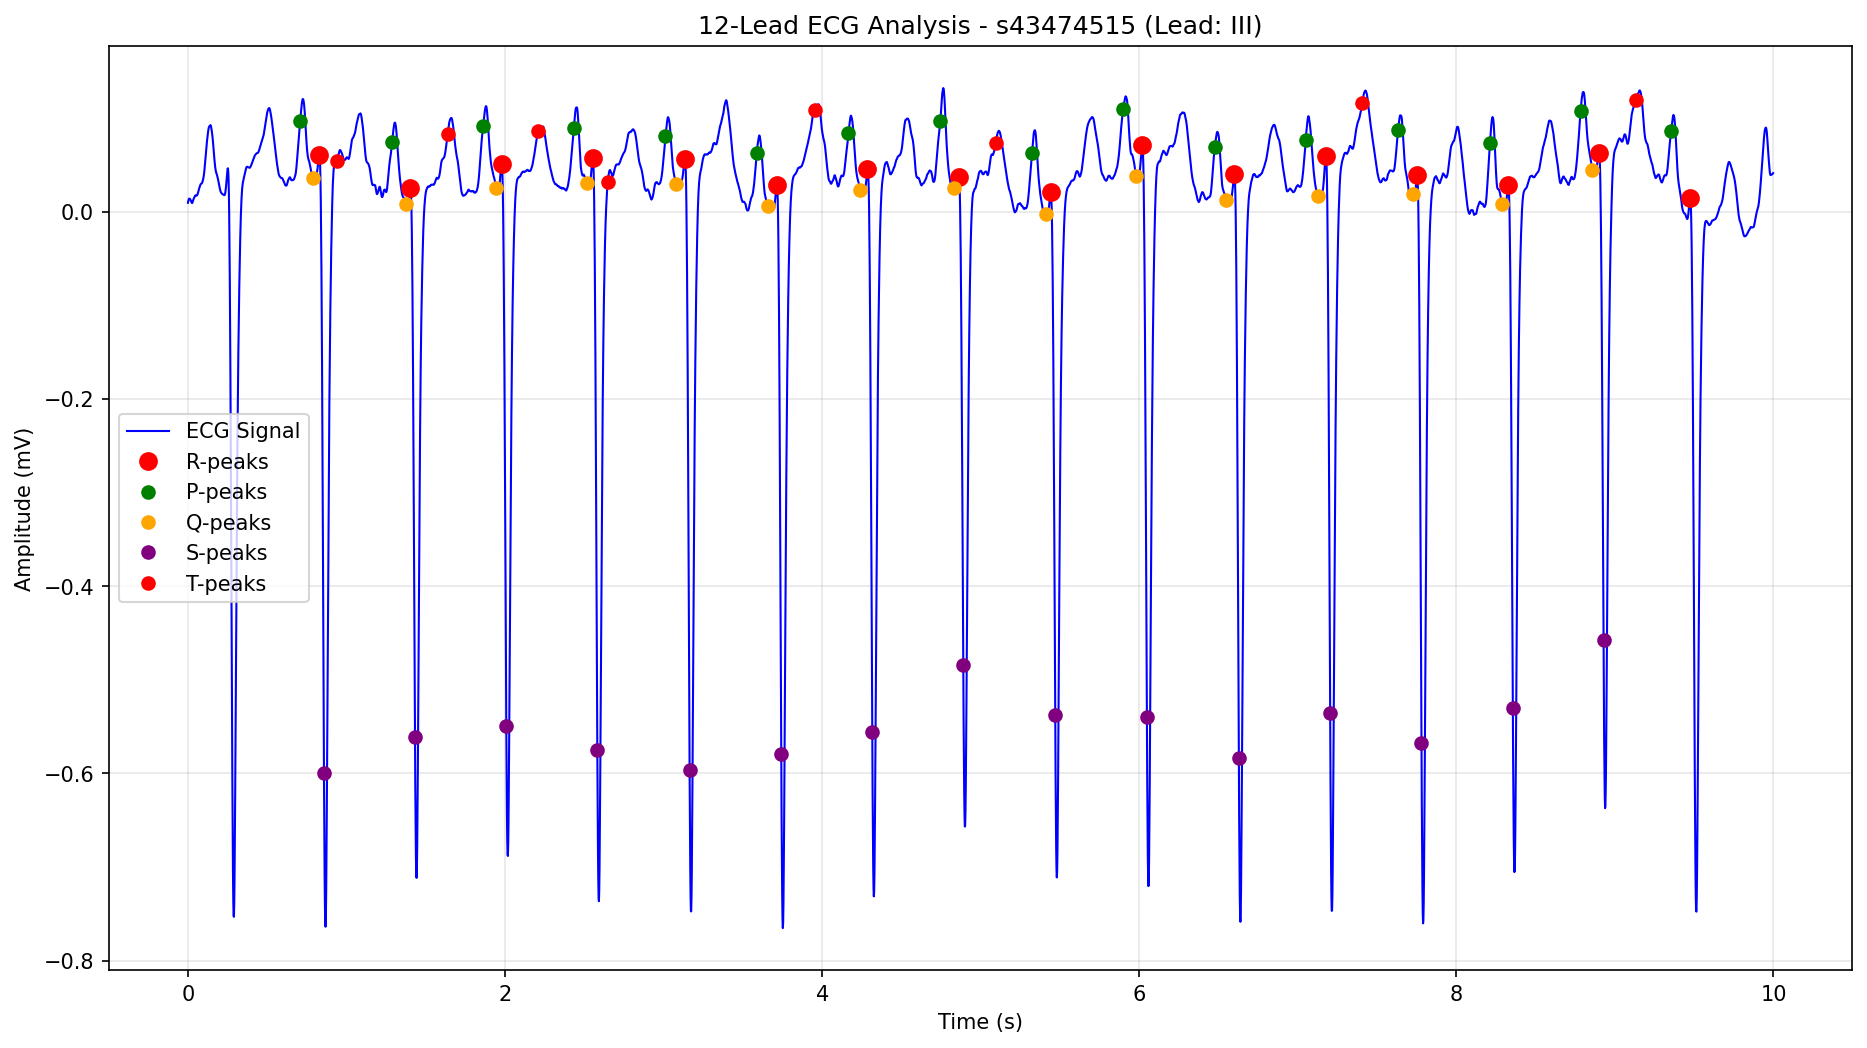 12-Lead ECG Analysis - s43474515 (Lead: III)
Amplitude (mV)
0.0
−0.2
−0.4
−0.6
−0.8
ECG Signal
R-peaks
P-peaks
Q-peaks
S-peaks
T-peaks
0 2 4 6 8 10
Time (s)